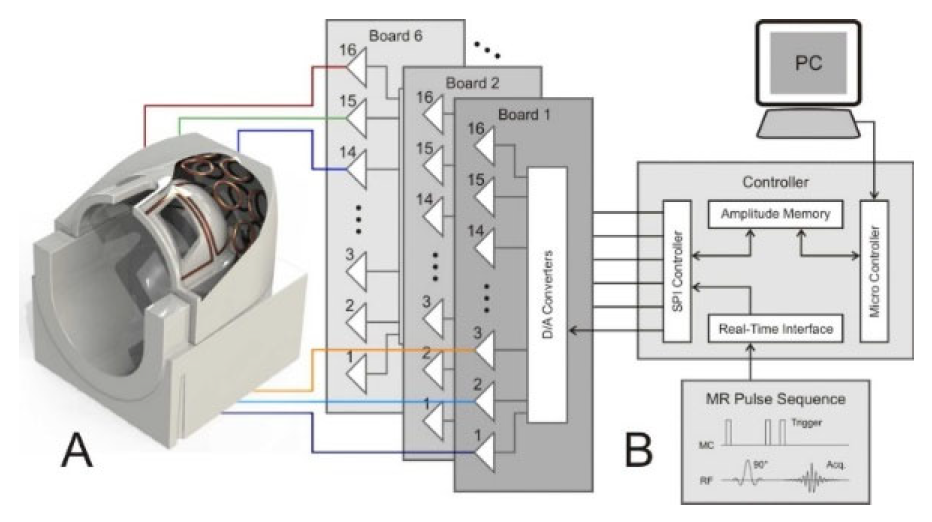 Board 6
16
15
14
3
2
1
Board 2
16
15
14
3
2
1
Board 1
16
15
14
3
2
1
D/A Converters
PC
Controller
SPI Controller
Amplitude Memory
Real-Time Interface
Micro Controller
MR Pulse Sequence
Trigger
MC
90°
Acq.
RF
A
B